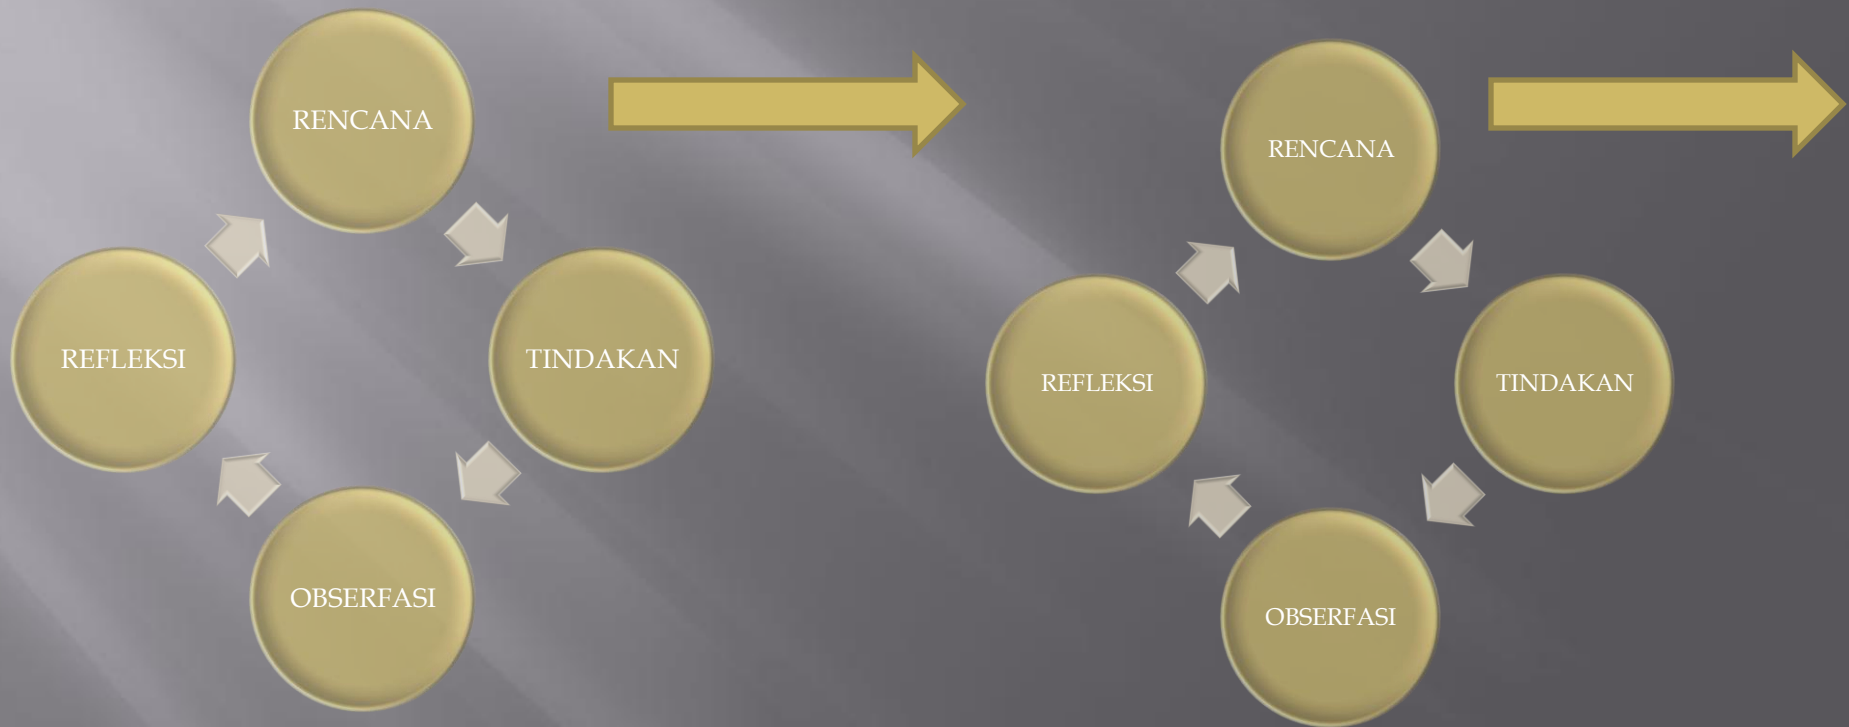 RENCANA
TINDAKAN
OBSERFASI
REFLEKSI
RENCANA
TINDAKAN
OBSERFASI
REFLEKSI